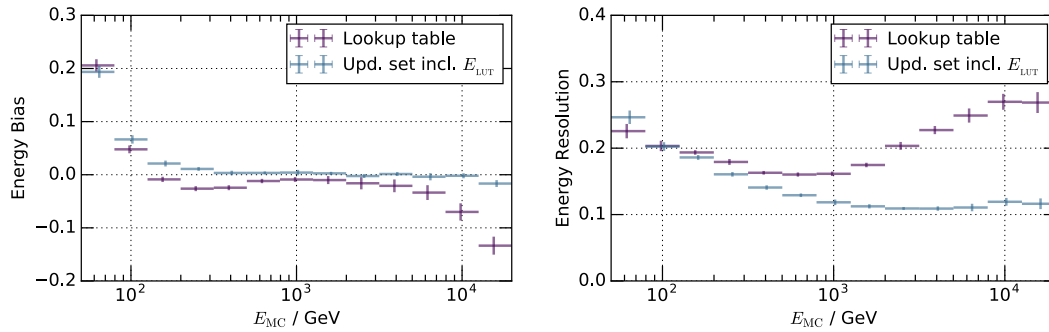 0.3
0.2
0.1
0.0
−0.1
−0.2
Energy Bias
Lookup table
Upd. set incl. E_LUT
10^2
10^3
10^4
E_MC / GeV
0.4
0.3
0.2
0.1
0.0
Energy Resolution
Lookup table
Upd. set incl. E_LUT
10^2
10^3
10^4
E_MC / GeV